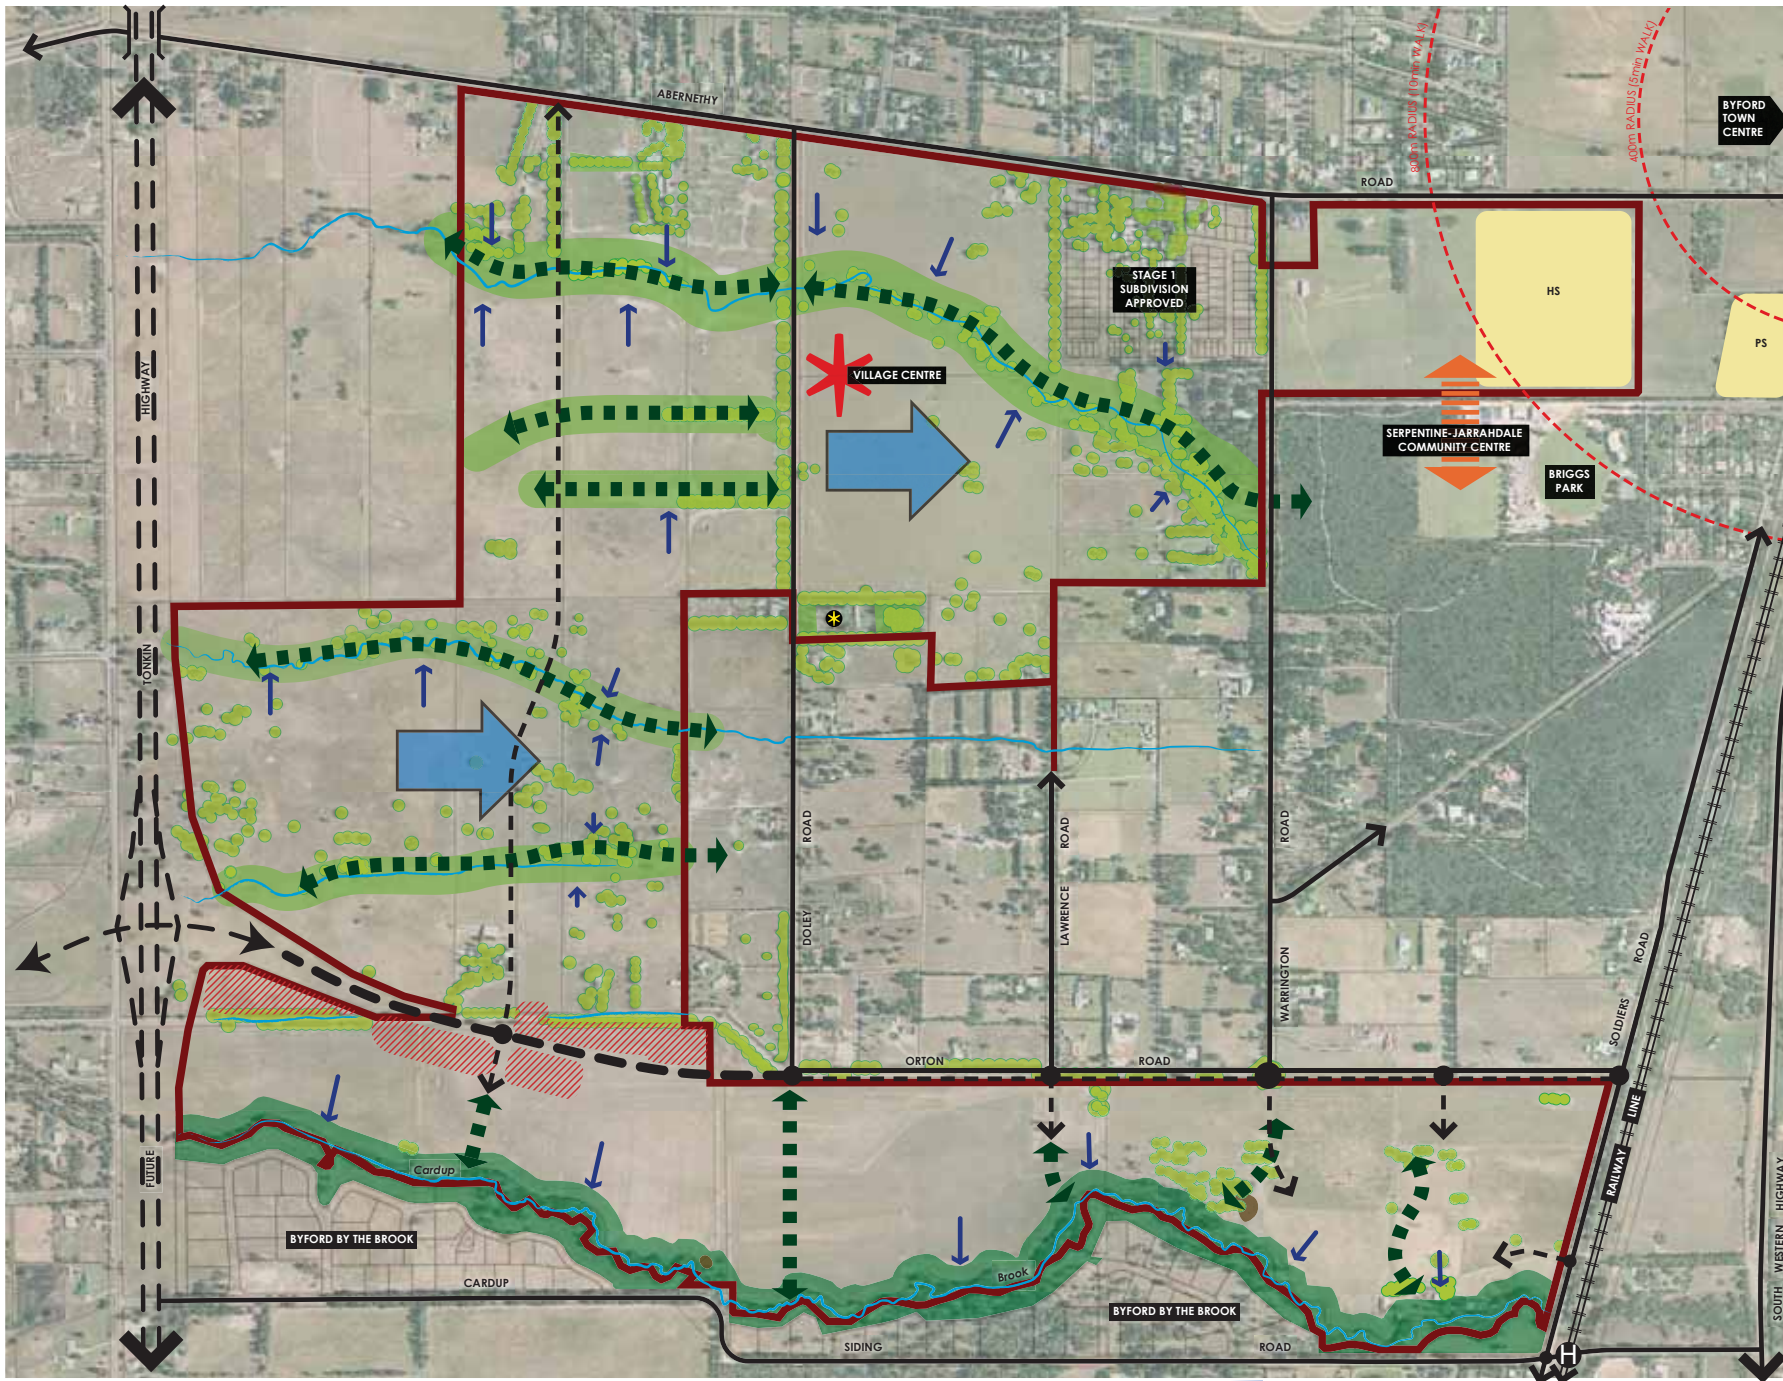 ABERNETHY
800m RADIUS (10min WALK)
400m RADIUS (5min WALK)
BYFORD
TOWN
CENTRE
ROAD
STAGE 1
SUBDIVISION
APPROVED
HS
PS
HIGHWAY
VILLAGE CENTRE
SERPENTINE-JARRAHDALE
COMMUNITY CENTRE
BRIGGS
PARK
TONKIN
ROAD
ROAD
ROAD
DOLEY
LAWRENCE
WARRINGTON
ROAD
SOLDIERS
ORTON
ROAD
LINE
RAILWAY
FUTURE
Cardup
BYFORD BY THE BROOK
CARDUP
Brook
BYFORD BY THE BROOK
SIDING
ROAD
HIGHWAY
WESTERN
SOUTH
H